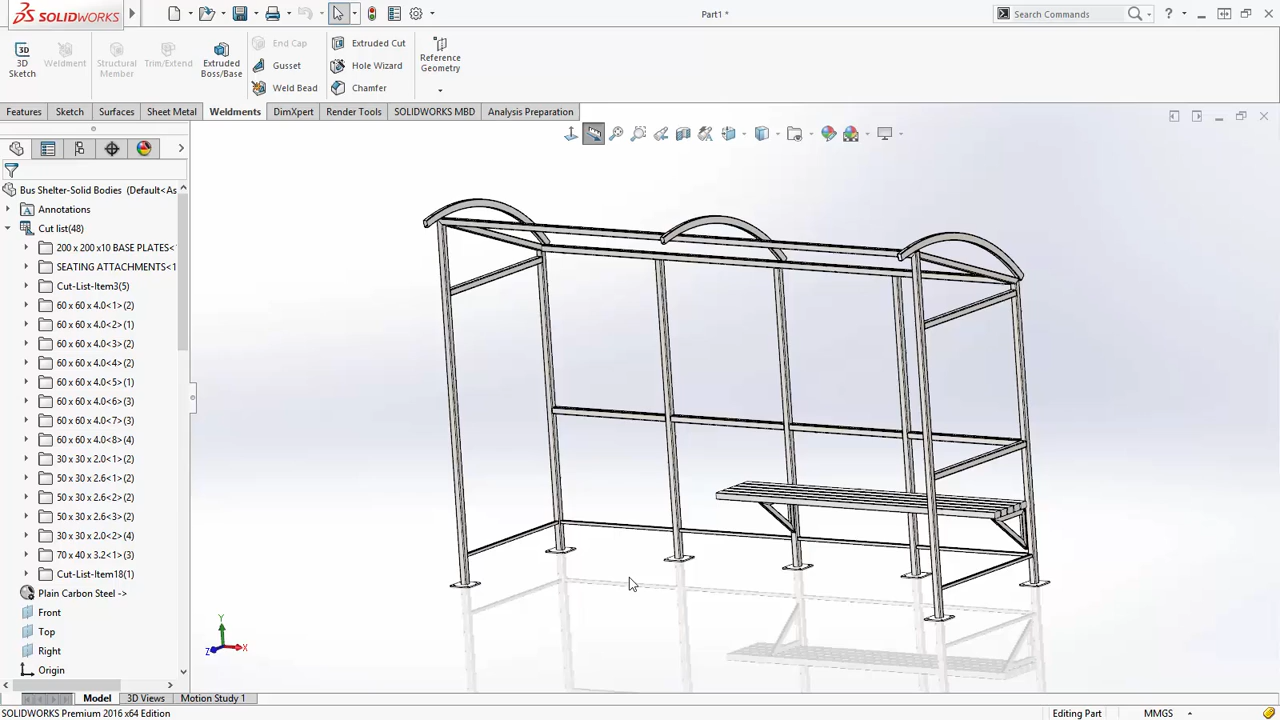 SOLIDWORKS
Part1 *
Search Commands
3D
Sketch
Weldment
Structural
Member
Trim/Extend
Extruded
Boss/Base
End Cap
Gusset
Weld Bead
Extruded Cut
Hole Wizard
Chamfer
Reference
Geometry
Features
Sketch
Surfaces
Sheet Metal
Weldments
DimXpert
Render Tools
SOLIDWORKS MBD
Analysis Preparation
Bus Shelter-Solid Bodies (Default<As
Annotations
Cut list(48)
200 x 200 x10 BASE PLATES<
SEATING ATTACHMENTS<1
Cut-List-Item3(5)
60 x 60 x 4.0<1>(2)
60 x 60 x 4.0<2>(1)
60 x 60 x 4.0<3>(2)
60 x 60 x 4.0<4>(2)
60 x 60 x 4.0<5>(1)
60 x 60 x 4.0<6>(3)
60 x 60 x 4.0<7>(3)
60 x 60 x 4.0<8>(4)
30 x 30 x 2.0<1>(2)
50 x 30 x 2.6<1>(2)
50 x 30 x 2.6<2>(2)
50 x 30 x 2.6<3>(2)
30 x 30 x 2.0<2>(4)
70 x 40 x 3.2<1>(3)
Cut-List-Item18(1)
Plain Carbon Steel ->
Front
Top
Right
Origin
Y
Z
X
Model
3D Views
Motion Study 1
SOLIDWORKS Premium 2016 x64 Edition
Editing Part
MMGS